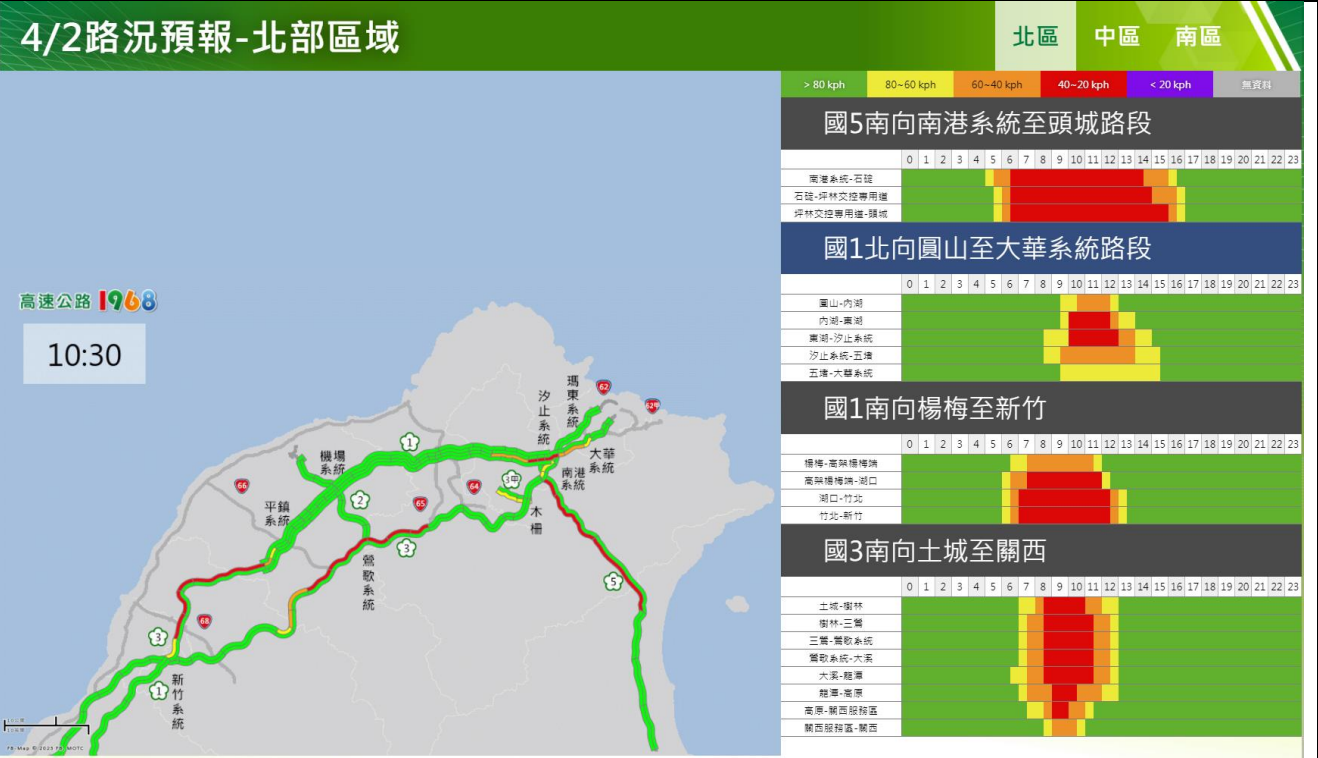 4/2路況預報-北部區域
北區 中區 南區
> 80 kph 80~60 kph 60~40 kph 40~20 kph < 20 kph 無資料
國5南向南港系統至頭城路段
0 1 2 3 4 5 6 7 8 9 10 11 12 13 14 15 16 17 18 19 20 21 22 23
南港系統-石碇
石碇-坪林交控專用道
坪林交控專用道-頭城
國1北向圓山至大華系統路段
0 1 2 3 4 5 6 7 8 9 10 11 12 13 14 15 16 17 18 19 20 21 22 23
圓山-內湖
內湖-東湖
東湖-汐止系統
汐止系統-五堵
五堵-大華系統
國1南向楊梅至新竹
0 1 2 3 4 5 6 7 8 9 10 11 12 13 14 15 16 17 18 19 20 21 22 23
楊梅-高架楊梅端
高架楊梅端-湖口
湖口-竹北
竹北-新竹
國3南向土城至關西
0 1 2 3 4 5 6 7 8 9 10 11 12 13 14 15 16 17 18 19 20 21 22 23
土城-樹林
樹林-三鶯
三鶯-鶯歌系統
鶯歌系統-大溪
大溪-龍潭
龍潭-高原
高原-關西服務區
關西服務區-關西
高速公路 1968
10:30
瑪東系統
62
汐止系統
62甲
1
大華系統
機場系統
南港系統
3甲
66
64
2
65
平鎮系統
木柵
3
鶯歌系統
5
68
3
新竹系統
1